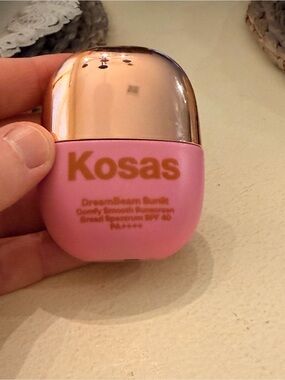 Kosas
DreamBeam Sunlit
Comfy Smooth Sunscreen
Broad Spectrum SPF 40
PA++++